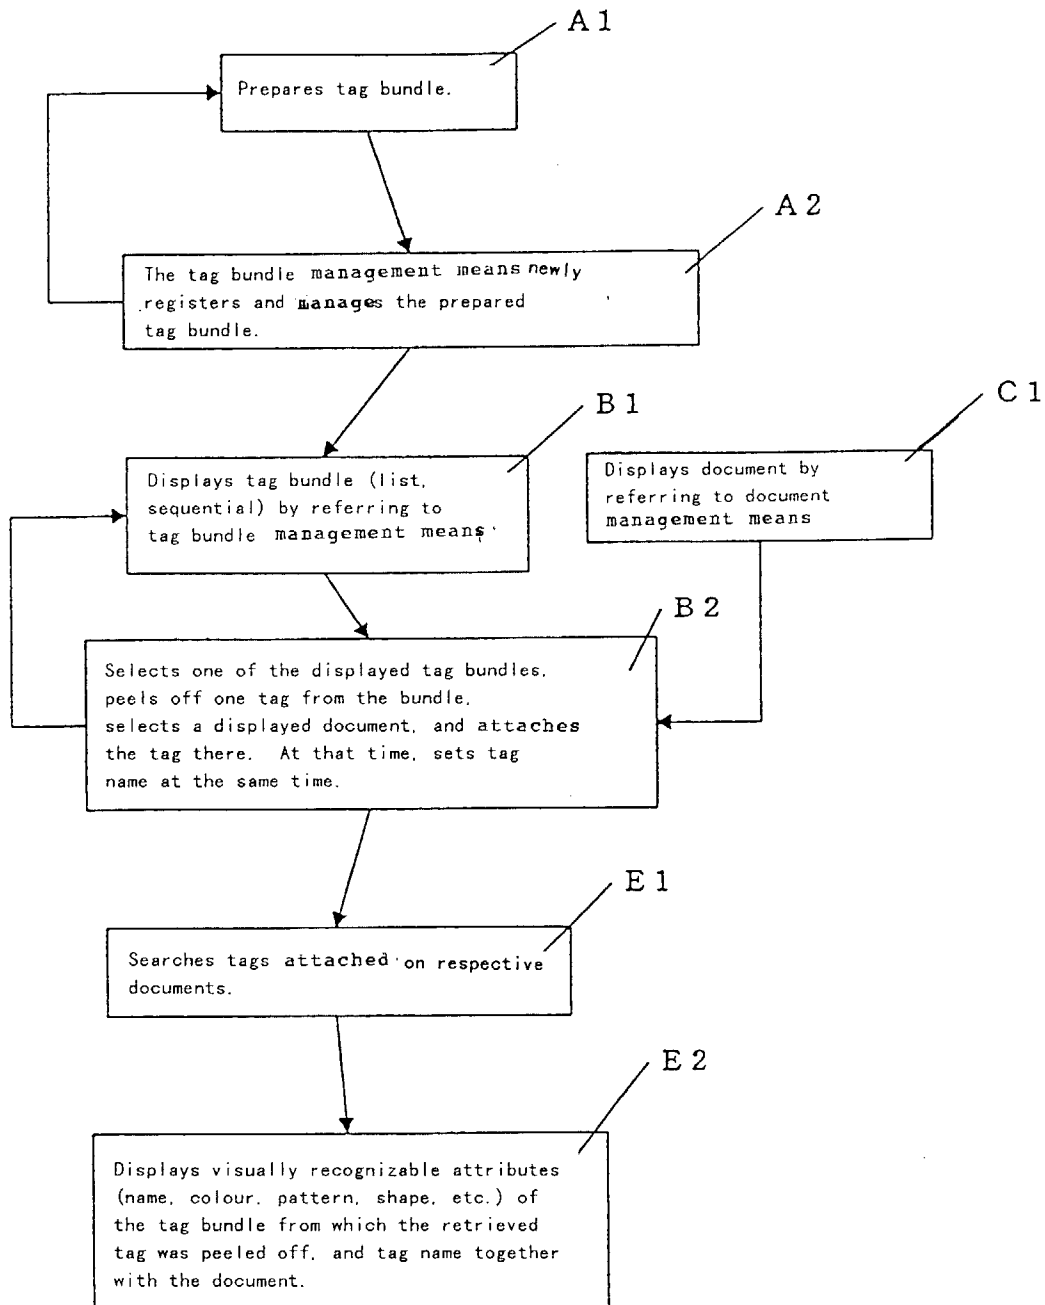 A1
Prepares tag bundle.
A2
The tag bundle management means newly
registers and manages the prepared
tag bundle.
B1
C1
Displays tag bundle (list,
sequential) by referring to
tag bundle management means
Displays document by
referring to document
management means
B2
Selects one of the displayed tag bundles,
peels off one tag from the bundle,
selects a displayed document, and attaches
the tag there. At that time, sets tag
name at the same time.
E1
Searches tags attached on respective
documents.
E2
Displays visually recognizable attributes
(name, colour, pattern, shape, etc.) of
the tag bundle from which the retrieved
tag was peeled off, and tag name together
with the document.